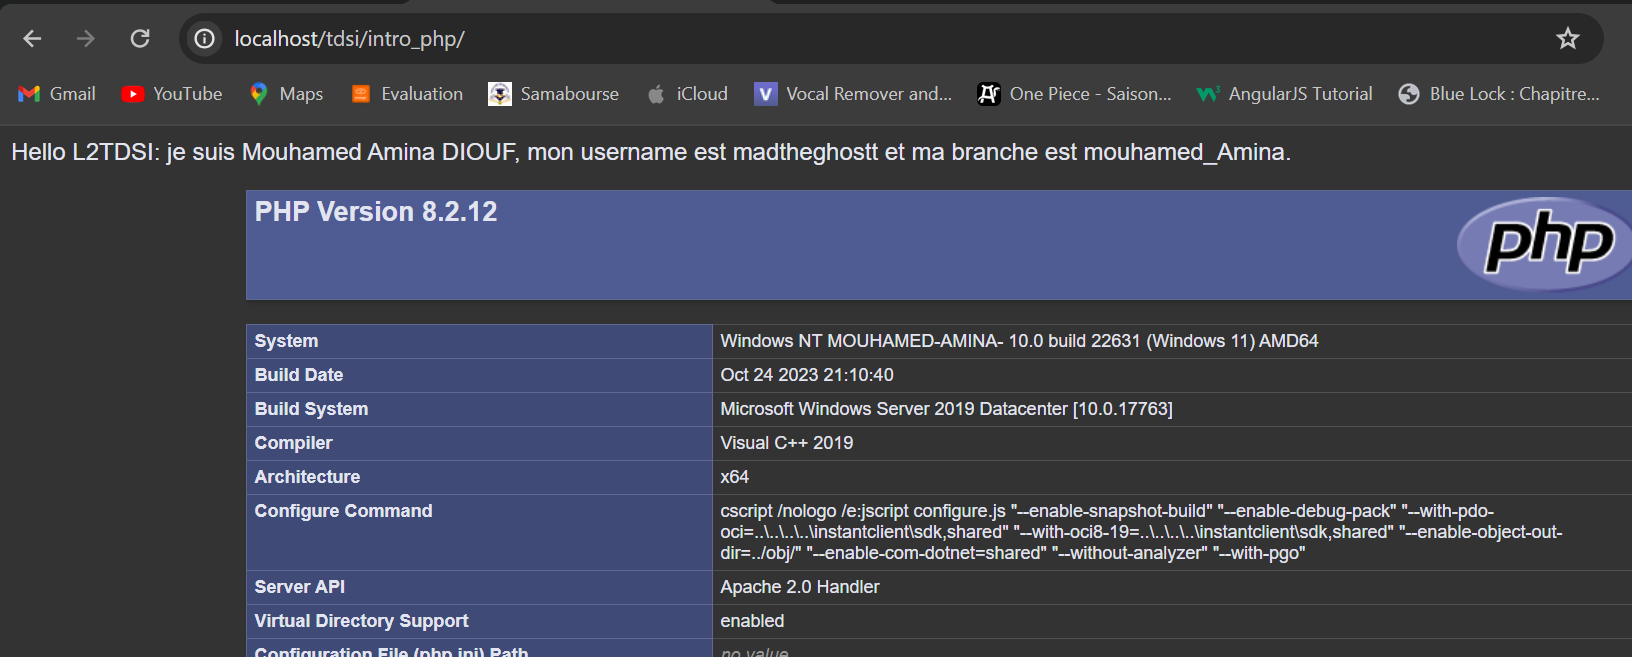 localhost/tdsi/intro_php/
Gmail YouTube Maps Evaluation Samabourse iCloud V Vocal Remover and... One Piece - Saison... AngularJS Tutorial Blue Lock : Chapitre...
Hello L2TDSI: je suis Mouhamed Amina DIOUF, mon username est madtheghostt et ma branche est mouhamed_Amina.
PHP Version 8.2.12
php
System Windows NT MOUHAMED-AMINA- 10.0 build 22631 (Windows 11) AMD64
Build Date Oct 24 2023 21:10:40
Build System Microsoft Windows Server 2019 Datacenter [10.0.17763]
Compiler Visual C++ 2019
Architecture x64
Configure Command cscript /nologo /e:jscript configure.js "--enable-snapshot-build" "--enable-debug-pack" "--with-pdo-
oci=..\..\..\..\instantclient\sdk,shared" "--with-oci8-19=..\..\..\..\instantclient\sdk,shared" "--enable-object-out-
dir=../obj/" "--enable-com-dotnet=shared" "--without-analyzer" "--with-pgo"
Server API Apache 2.0 Handler
Virtual Directory Support enabled
Configuration File (php.ini) Path no value